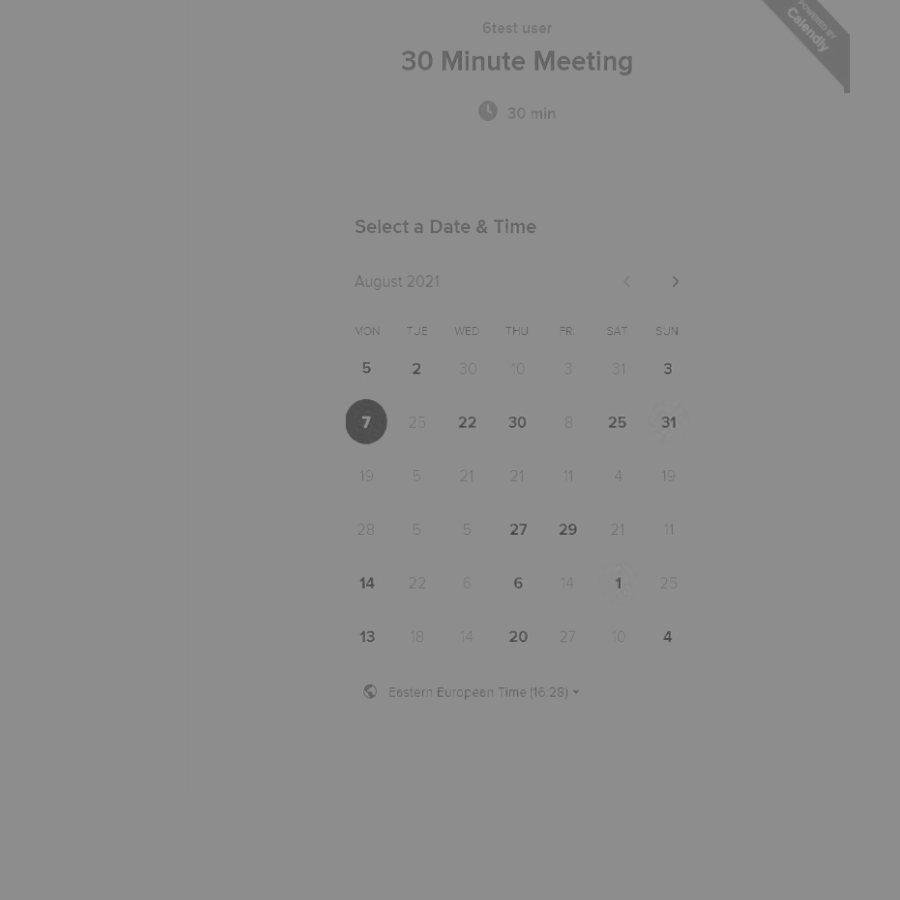 POWERED BY
Calendly
6test user
30 Minute Meeting
30 min
Select a Date & Time
August 2021
MON TUE WED THU FRI SAT SUN
5 2 30 10 3 31 3
7 25 22 30 8 25 31
19 5 21 21 11 4 19
28 5 5 27 29 21 11
14 22 6 6 14 1 25
13 18 14 20 27 10 4
Eastern European Time (16:28)